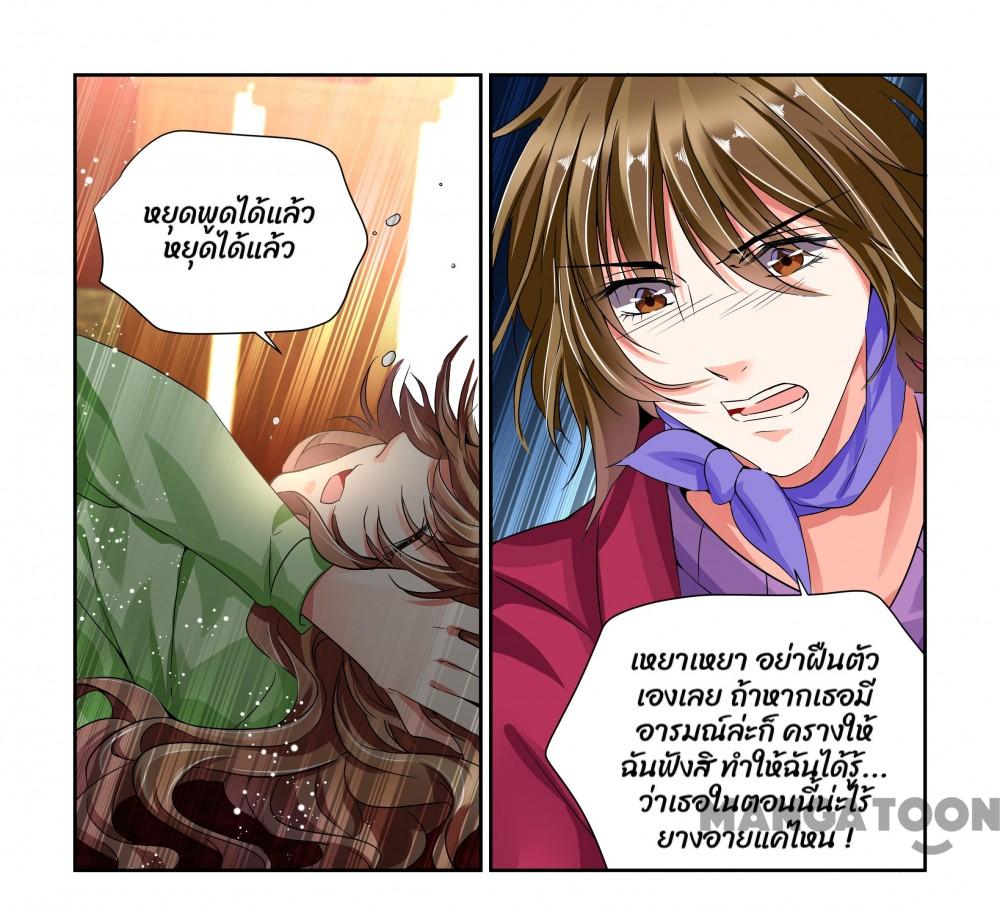 หยุดพูดได้แล้ว
หยุดได้แล้ว
เหยาเหยา อย่าฝืนตัว
เองเลย ถ้าหากเธอมี
อารมณ์ล่ะก็ ครางให้
ฉันฟังสิ ทำให้ฉันได้รู้...
ว่าเธอในตอนนี้น่ะไร้
ยางอายแค่ไหน !
MANGATOON